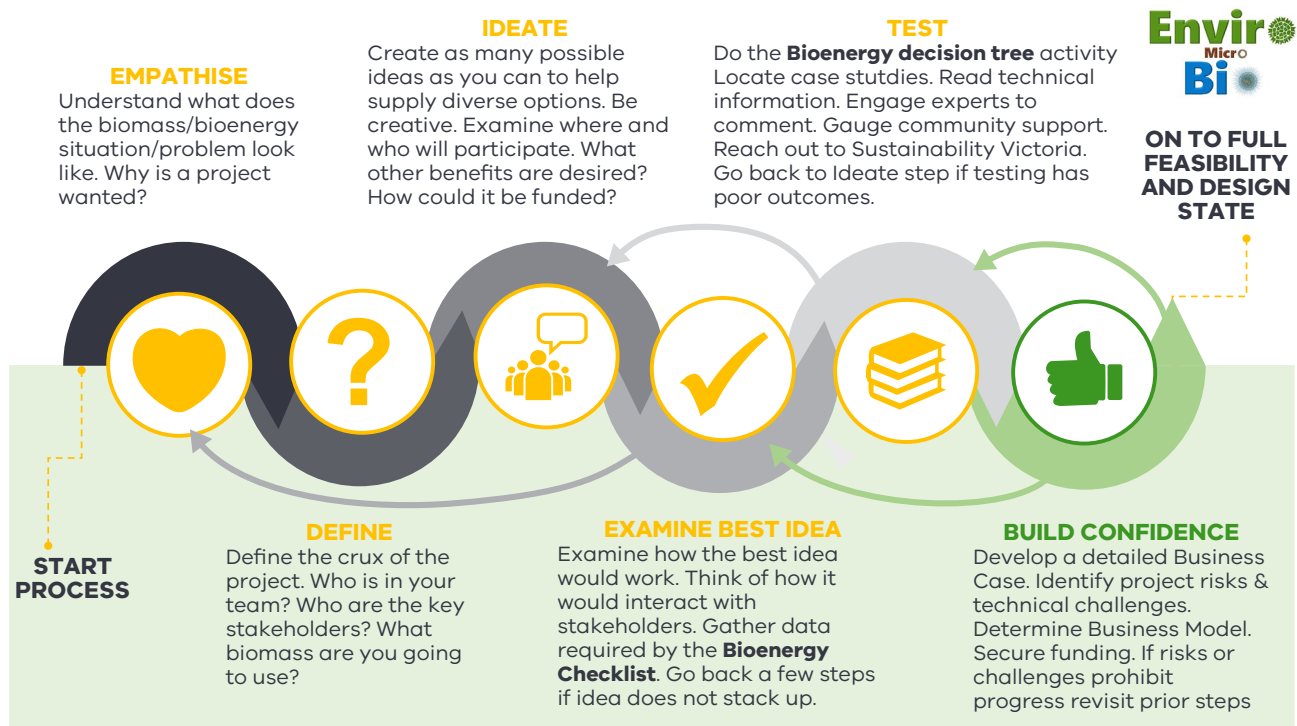 EMPATHISE
Understand what does
the biomass/bioenergy
situation/problem look
like. Why is a project
wanted?
IDEATE
Create as many possible
ideas as you can to help
supply diverse options. Be
creative. Examine where and
who will participate. What
other benefits are desired?
How could it be funded?
TEST
Do the Bioenergy decision tree activity
Locate case stutdies. Read technical
information. Engage experts to
comment. Gauge community support.
Reach out to Sustainability Victoria.
Go back to Ideate step if testing has
poor outcomes.
Enviro
Micro
Bio
ON TO FULL
FEASIBILITY
AND DESIGN
STATE
?
START
PROCESS
DEFINE
Define the crux of the
project. Who is in your
team? Who are the key
stakeholders? What
biomass are you going
to use?
EXAMINE BEST IDEA
Examine how the best idea
would work. Think of how it
would interact with
stakeholders. Gather data
required by the Bioenergy
Checklist. Go back a few steps
if idea does not stack up.
BUILD CONFIDENCE
Develop a detailed Business
Case. Identify project risks &
technical challenges.
Determine Business Model.
Secure funding. If risks or
challenges prohibit
progress revisit prior steps